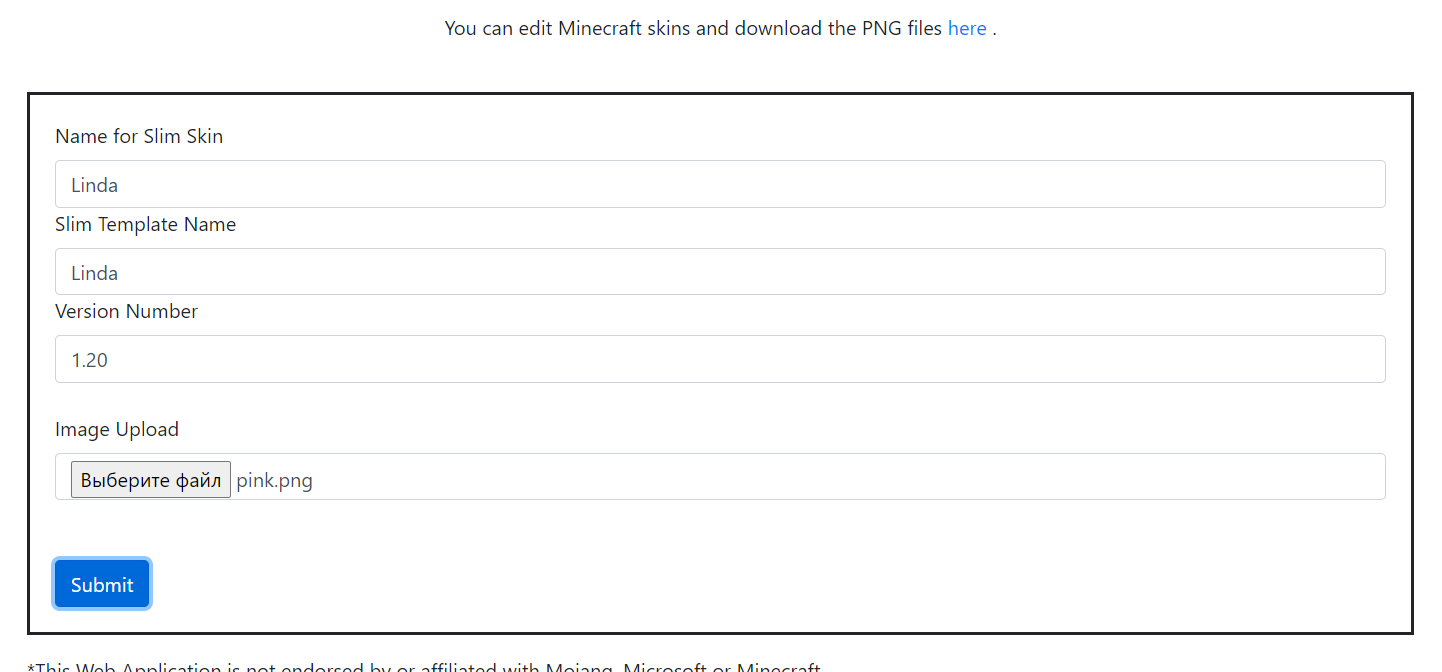 You can edit Minecraft skins and download the PNG files here .
Name for Slim Skin
Linda
Slim Template Name
Linda
Version Number
1.20
Image Upload
Выберите файл pink.png
Submit
*This Web Application is not endorsed by or affiliated with Mojang, Microsoft or Minecraft